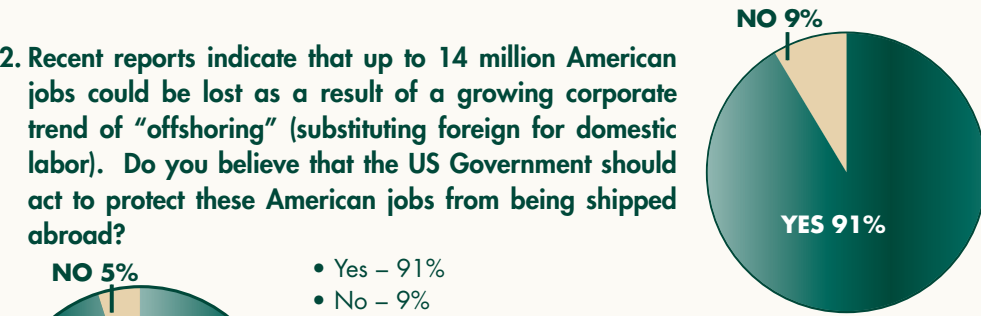 NO 9%
2. Recent reports indicate that up to 14 million American
jobs could be lost as a result of a growing corporate
trend of “offshoring” (substituting foreign for domestic
labor). Do you believe that the US Government should
act to protect these American jobs from being shipped
abroad?
YES 91%
NO 5%
• Yes – 91%
• No – 9%